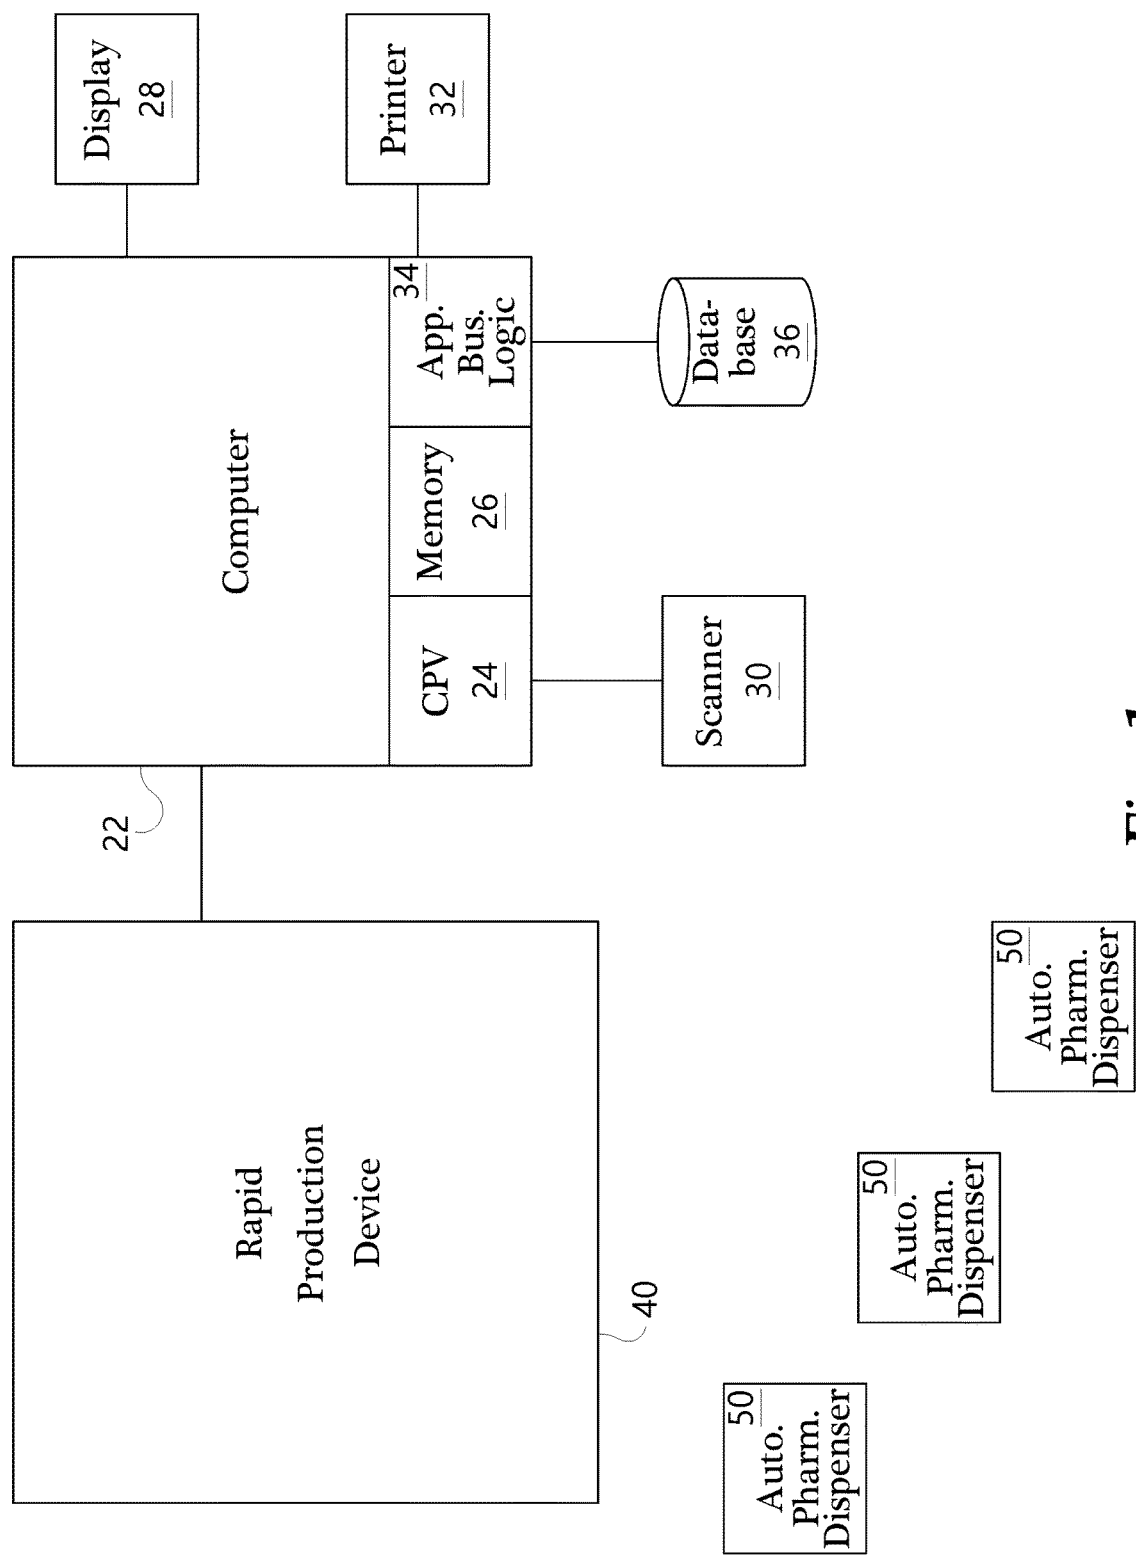 Rapid
Production
Device
40
22
Computer
CPV
24
Memory
26
34
App.
Bus.
Logic
Display
28
Printer
32
Scanner
30
Data-
base
36
50
Auto.
Pharm.
Dispenser
50
Auto.
Pharm.
Dispenser
50
Auto.
Pharm.
Dispenser